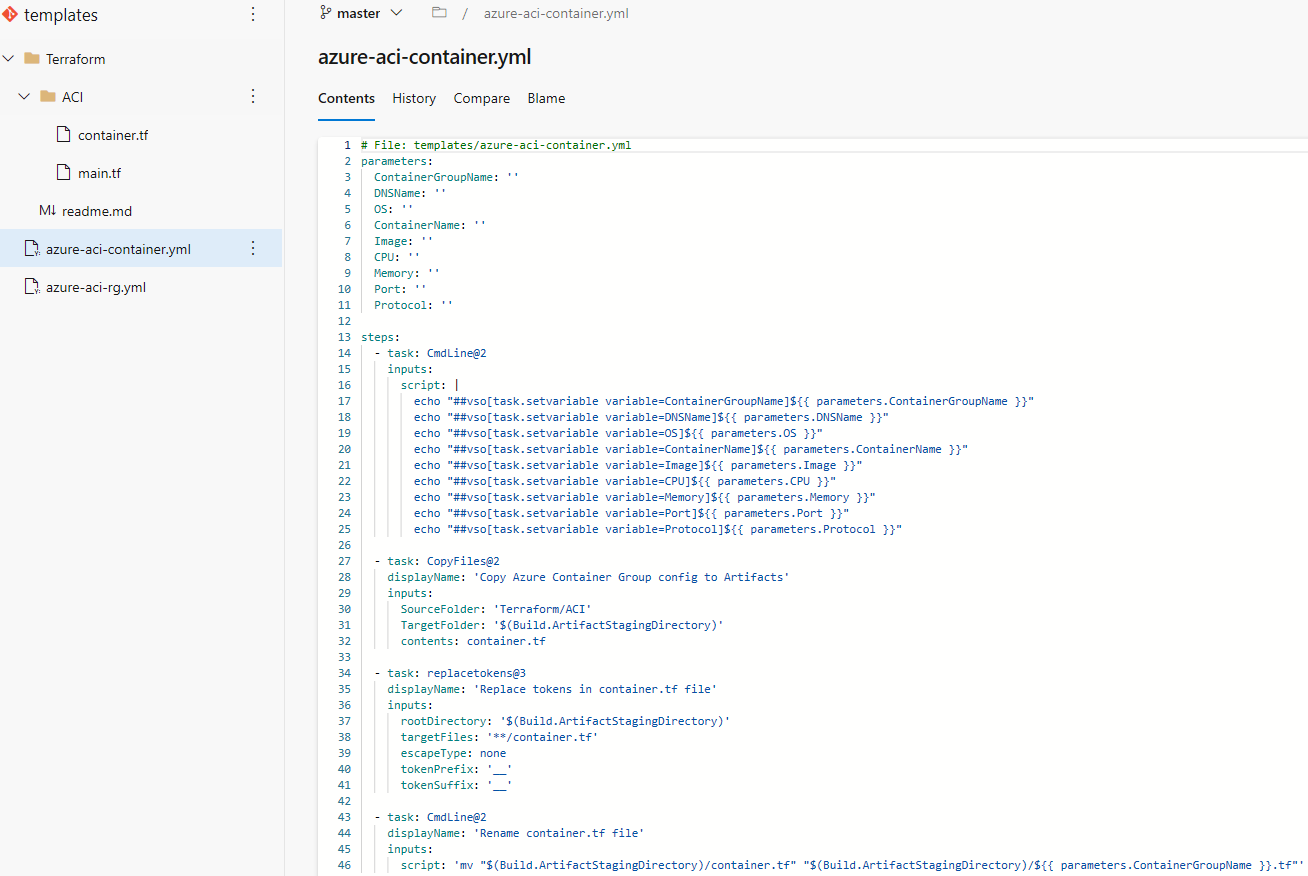 templates
Terraform
ACI
container.tf
main.tf
readme.md
azure-aci-container.yml
azure-aci-rg.yml
master / azure-aci-container.yml
azure-aci-container.yml
Contents History Compare Blame
1 # File: templates/azure-aci-container.yml
2 parameters:
3 ContainerGroupName: ''
4 DNSName: ''
5 OS: ''
6 ContainerName: ''
7 Image: ''
8 CPU: ''
9 Memory: ''
10 Port: ''
11 Protocol: ''
12
13 steps:
14 - task: CmdLine@2
15 inputs:
16 script: |
17 echo "##vso[task.setvariable variable=ContainerGroupName]${{ parameters.ContainerGroupName }}"
18 echo "##vso[task.setvariable variable=DNSName]${{ parameters.DNSName }}"
19 echo "##vso[task.setvariable variable=OS]${{ parameters.OS }}"
20 echo "##vso[task.setvariable variable=ContainerName]${{ parameters.ContainerName }}"
21 echo "##vso[task.setvariable variable=Image]${{ parameters.Image }}"
22 echo "##vso[task.setvariable variable=CPU]${{ parameters.CPU }}"
23 echo "##vso[task.setvariable variable=Memory]${{ parameters.Memory }}"
24 echo "##vso[task.setvariable variable=Port]${{ parameters.Port }}"
25 echo "##vso[task.setvariable variable=Protocol]${{ parameters.Protocol }}"
26
27 - task: CopyFiles@2
28 displayName: 'Copy Azure Container Group config to Artifacts'
29 inputs:
30 SourceFolder: 'Terraform/ACI'
31 TargetFolder: '$(Build.ArtifactStagingDirectory)'
32 contents: container.tf
33
34 - task: replacetokens@3
35 displayName: 'Replace tokens in container.tf file'
36 inputs:
37 rootDirectory: '$(Build.ArtifactStagingDirectory)'
38 targetFiles: '**/container.tf'
39 escapeType: none
40 tokenPrefix: '__'
41 tokenSuffix: '__'
42
43 - task: CmdLine@2
44 displayName: 'Rename container.tf file'
45 inputs:
46 script: 'mv "$(Build.ArtifactStagingDirectory)/container.tf" "$(Build.ArtifactStagingDirectory)/${{ parameters.ContainerGroupName }}.tf"'